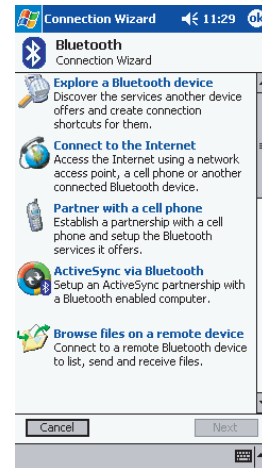 Connection Wizard 11:29 ok
Bluetooth
Connection Wizard
Explore a Bluetooth device
Discover the services another device
offers and create connection
shortcuts for them.
Connect to the Internet
Access the Internet using a network
access point, a cell phone or another
connected Bluetooth device.
Partner with a cell phone
Establish a partnership with a cell
phone and setup the Bluetooth
services it offers.
ActiveSync via Bluetooth
Setup an ActiveSync partnership with
a Bluetooth enabled computer.
Browse files on a remote device
Connect to a remote Bluetooth device
to list, send and receive files.
Cancel Next